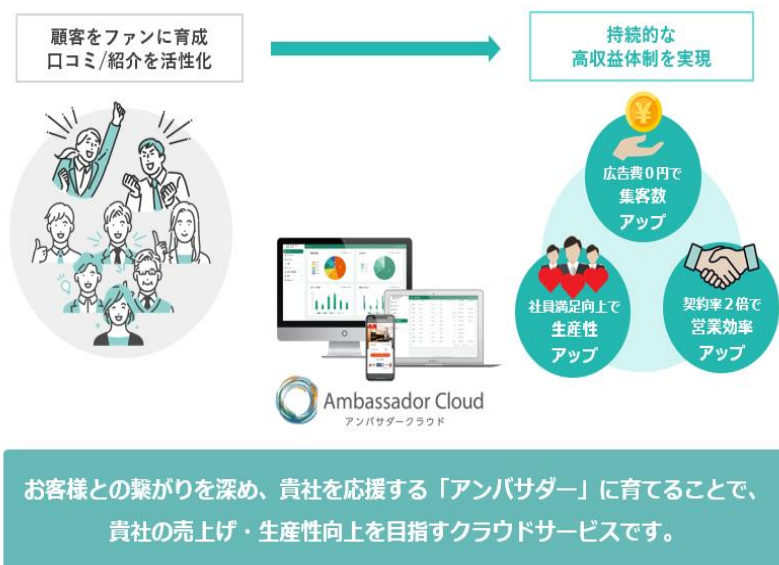 顧客をファンに育成
口コミ/紹介を活性化
持続的な
高収益体制を実現
¥
広告費０円で
集客数
アップ
社員満足向上で
生産性
アップ
契約率２倍で
営業効率
アップ
Ambassador Cloud
アンバサダークラウド
お客様との繋がりを深め、貴社を応援する「アンバサダー」に育てることで、
貴社の売上げ・生産性向上を目指すクラウドサービスです。